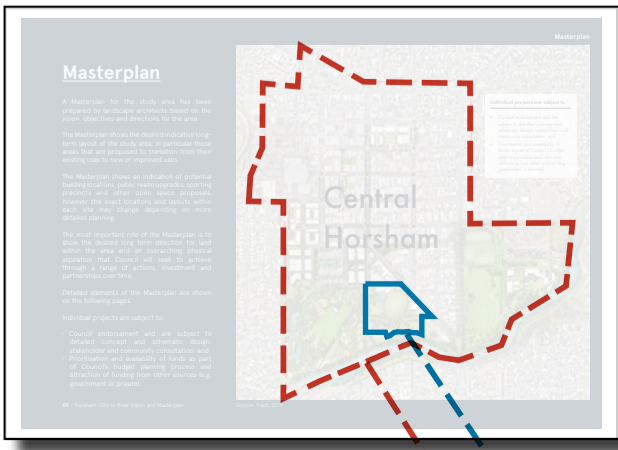 Masterplan
Masterplan
A Masterplan for the study area has been
prepared by landscape architects based on the
vision, objectives and directions for the area.
The Masterplan shows the desired indicative long-
term layout of the study area, in particular those
areas that are proposed to transition from their
existing uses to new or improved uses.
The Masterplan shows an indication of potential
building locations, public realm upgrades, sporting
precincts and other open space proposals,
however the exact locations and layouts within
each site may change depending on more
detailed planning.
The most important role of the Masterplan is to
show the desired long term direction for land
within the area and an overarching physical
aspiration that Council will seek to achieve
through a range of actions, investment and
partnerships over time.
Detailed elements of the Masterplan are shown
on the following pages.
Individual projects are subject to:
- Council endorsement and are subject to
detailed concept and schematic design,
stakeholder and community consultation; and
- Prioritisation and availability of funds as part
of Council's budget planning process and
attraction of funding from other sources (e.g.
government or private).
Individual projects are subject to:
Central
Horsham